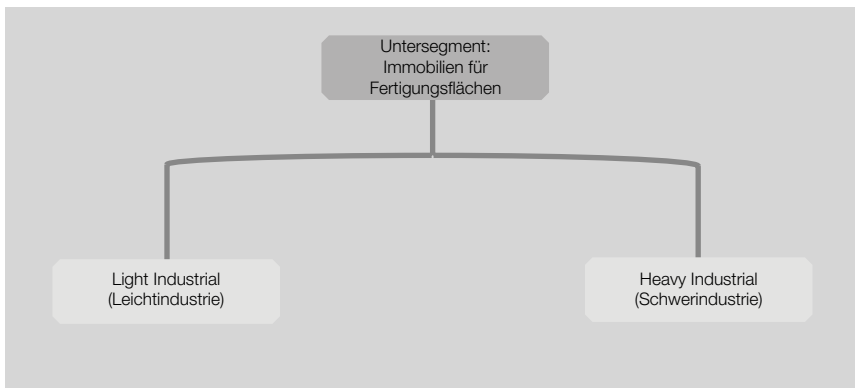 Untersegment:
Immobilien für
Fertigungsflächen
Light Industrial
(Leichtindustrie)
Heavy Industrial
(Schwerindustrie)